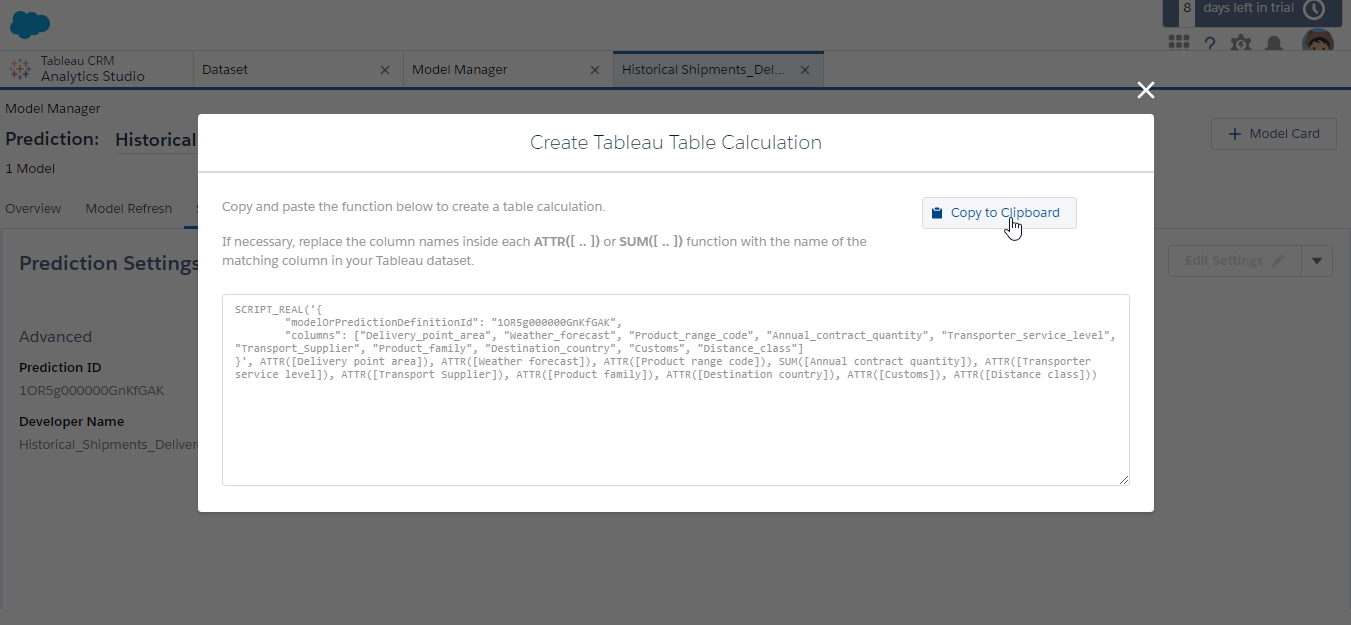 8 days left in trial
Tableau CRM
Analytics Studio
Dataset
Model Manager
Historical Shipments_Del...
Model Manager
Prediction: Historical
1 Model
+ Model Card
Overview Model Refresh
Prediction Settings
Edit Settings
Advanced
Prediction ID
1OR5g000000GnKfGAK
Developer Name
Historical_Shipments_Deliver
Create Tableau Table Calculation
Copy and paste the function below to create a table calculation.
Copy to Clipboard
If necessary, replace the column names inside each ATTR([ .. ]) or SUM([ .. ]) function with the name of the
matching column in your Tableau dataset.
SCRIPT_REAL('{
"modelOrPredictionDefinitionId": "1OR5g000000GnKfGAK",
"columns": ["Delivery_point_area", "Weather_forecast", "Product_range_code", "Annual_contract_quantity", "Transporter_service_level",
"Transport_Supplier", "Product_family", "Destination_country", "Customs", "Distance_class"]
}', ATTR([Delivery point area]), ATTR([Weather forecast]), ATTR([Product range code]), SUM([Annual contract quantity]), ATTR([Transporter
service level]), ATTR([Transport Supplier]), ATTR([Product family]), ATTR([Destination country]), ATTR([Customs]), ATTR([Distance class]))